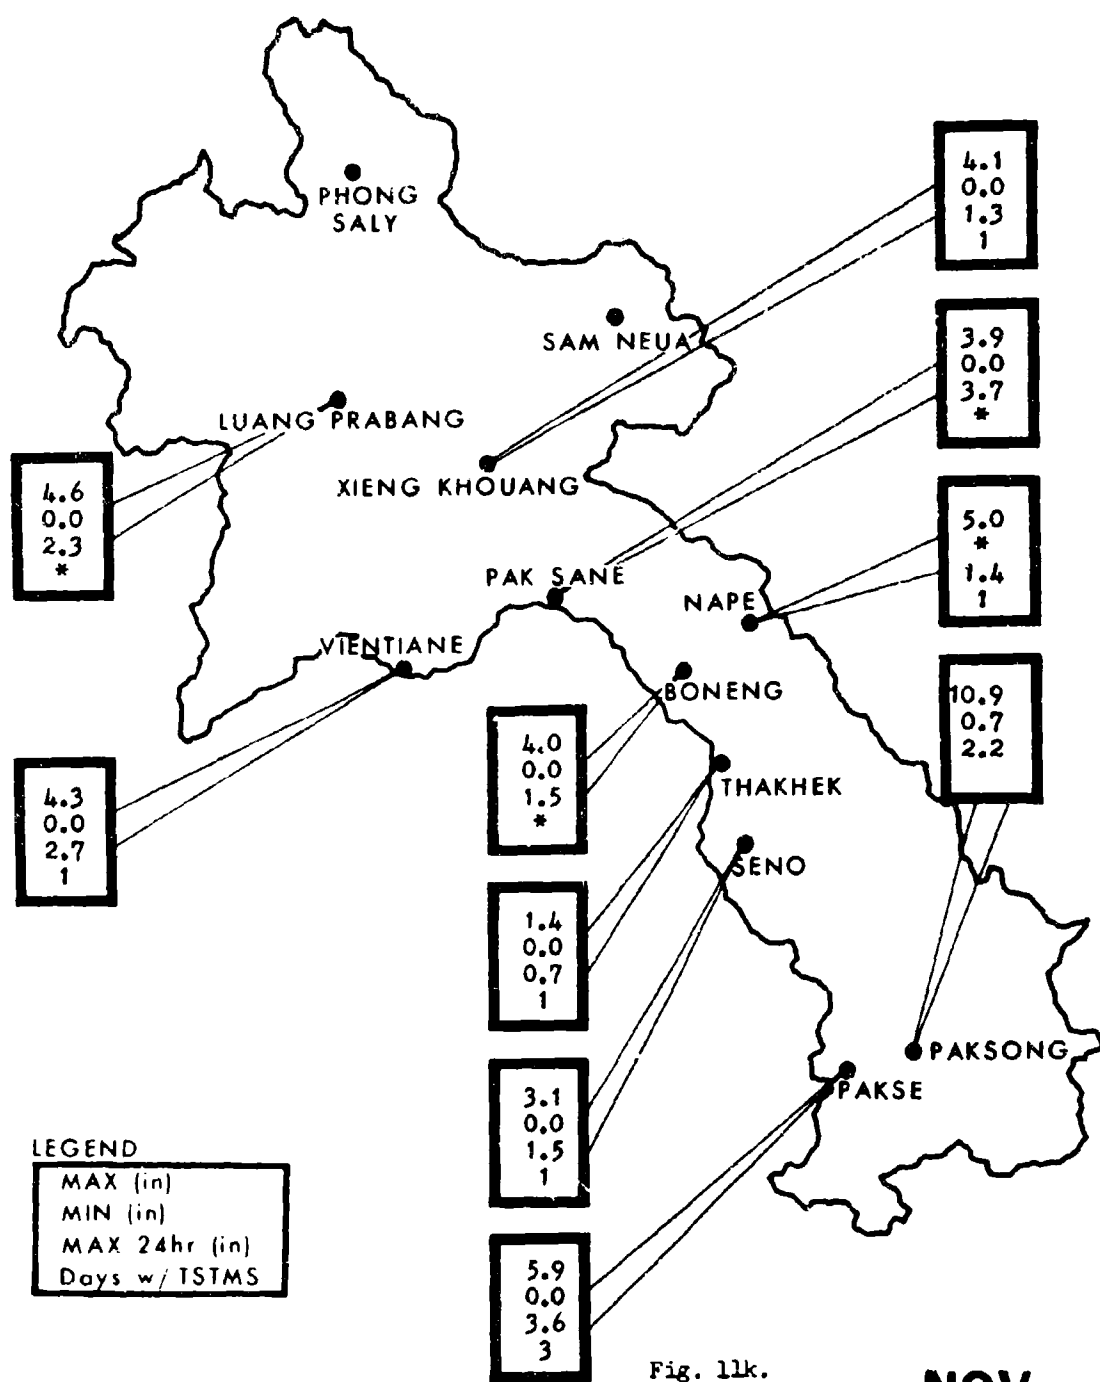 PHONG
SALY
4.1
0.0
1.3
1
SAM NEUA
3.9
0.0
3.7
*
LUANG PRABANG
4.6
0.0
2.3
*
XIENG KHOUANG
5.0
*
1.4
1
PAK SANE
NAPE
VIENTIANE
BONENG
10.9
0.7
2.2
4.0
0.0
1.5
*
4.3
0.0
2.7
1
THAKHEK
SENO
1.4
0.0
0.7
1
PAKSONG
PAKSE
3.1
0.0
1.5
1
LEGEND
MAX (in)
MIN (in)
MAX 24hr (in)
Days w/ TSTMS
5.9
0.0
3.6
3
Fig. 11k.
NOV